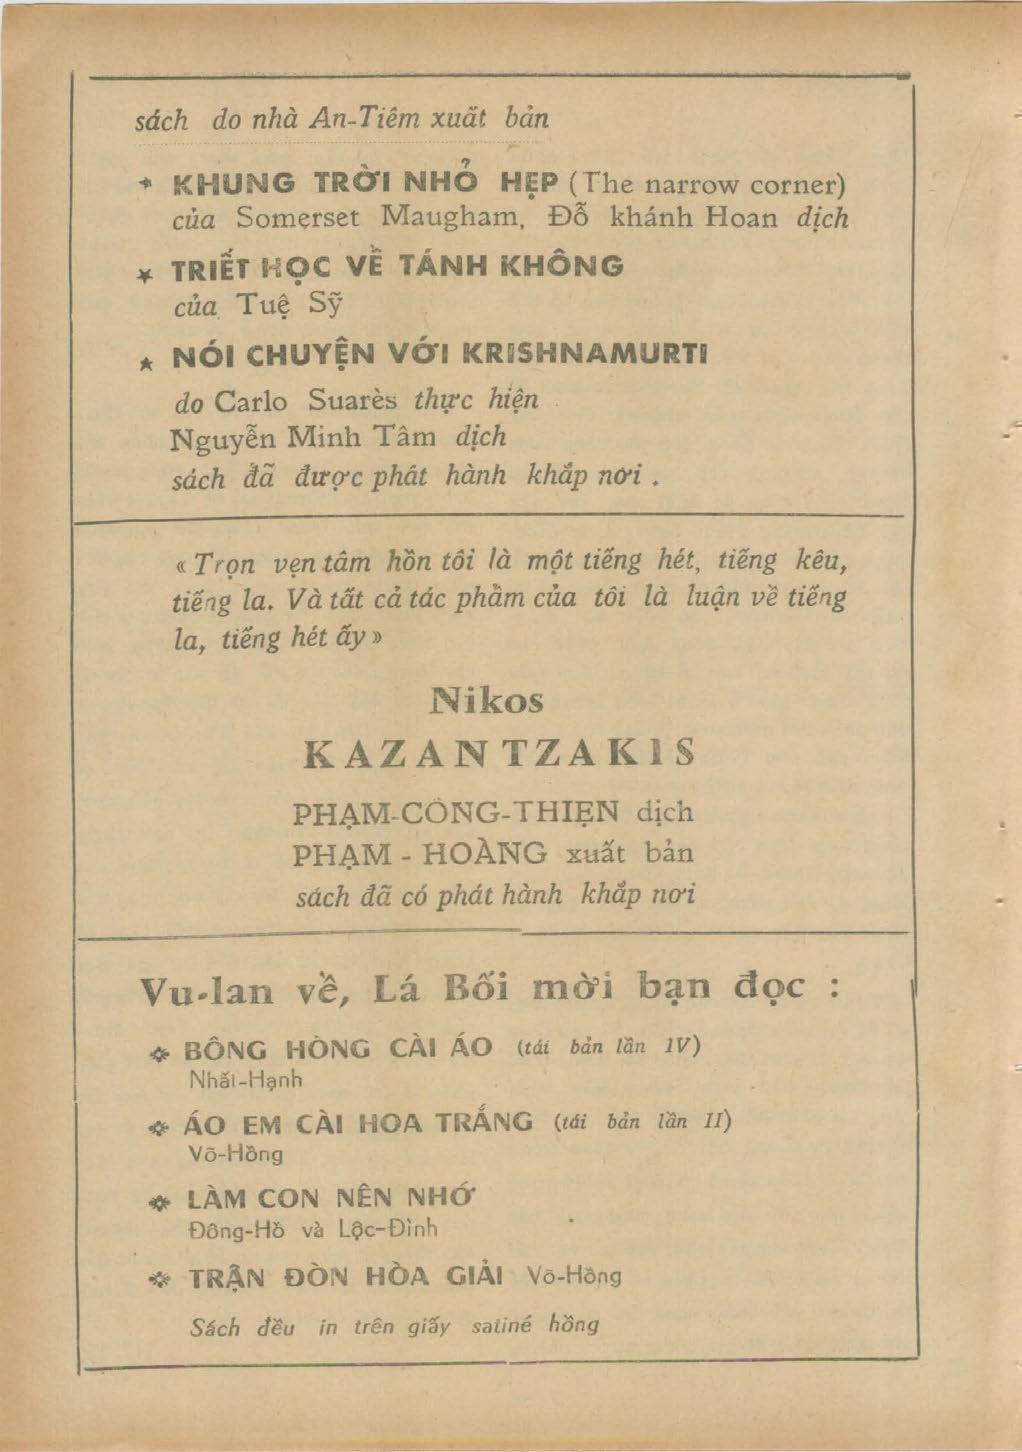 sách do nhà An-Tiêm xuất bản
* KHUNG TRỜI NHỎ HẸP (The narrow corner)
của Somerset Maugham, Đỗ khánh Hoan dịch
* TRIẾT HỌC VỀ TÁNH KHÔNG
của Tuệ Sỹ
* NÓI CHUYỆN VỚI KRISHNAMURTI
do Carlo Suarès thực hiện
Nguyễn Minh Tâm dịch
sách đã được phát hành khắp nơi .
« Trọn vẹn tâm hồn tôi là một tiếng hét, tiếng kêu,
tiếng la. Và tất cả tác phầm của tôi là luận về tiếng
la, tiếng hét ấy »
Nikos
KAZANTZAKIS
PHẠM-CÔNG-THIỆN dịch
PHẠM - HOÀNG xuất bản
sách đã có phát hành khắp nơi
Vu-lan về, Lá Bối mời bạn đọc :
* BÔNG HỒNG CÀI ÁO (tái bản lần IV)
Nhất-Hạnh
* ÁO EM CÀI HOA TRẮNG (tái bản lần II)
Võ-Hồng
* LÀM CON NÊN NHỚ
Đông-Hồ và Lộc-Đình
* TRẬN ĐÒN HÒA GIẢI Võ-Hồng
Sách đều in trên giấy satiné hồng